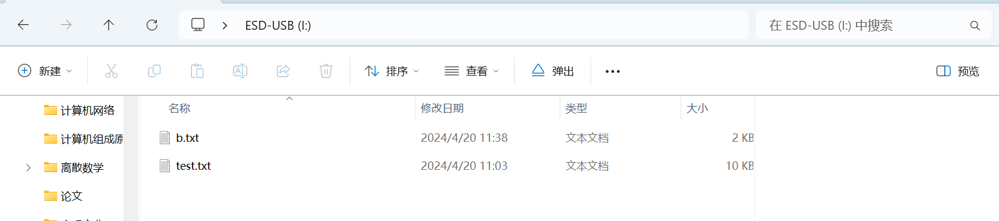 ESD-USB (I:)
在 ESD-USB (I:) 中搜索
新建
排序
查看
弹出
预览
计算机网络
计算机组成原
离散数学
论文
名称 修改日期 类型 大小
b.txt 2024/4/20 11:38 文本文档 2 KB
test.txt 2024/4/20 11:03 文本文档 10 KB